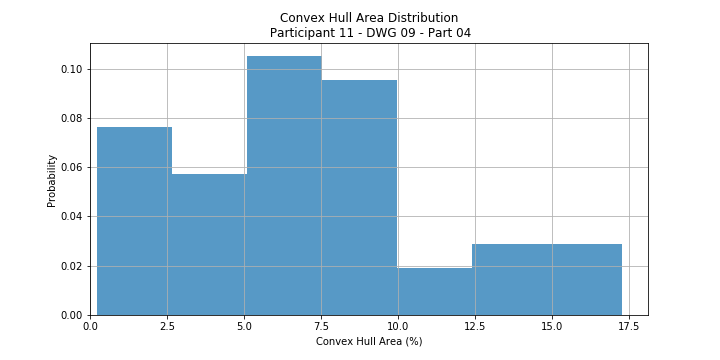 Convex Hull Area Distribution
Participant 11 - DWG 09 - Part 04
0.10
0.08
0.06
0.04
0.02
0.00
Probability
0.0 2.5 5.0 7.5 10.0 12.5 15.0 17.5
Convex Hull Area (%)